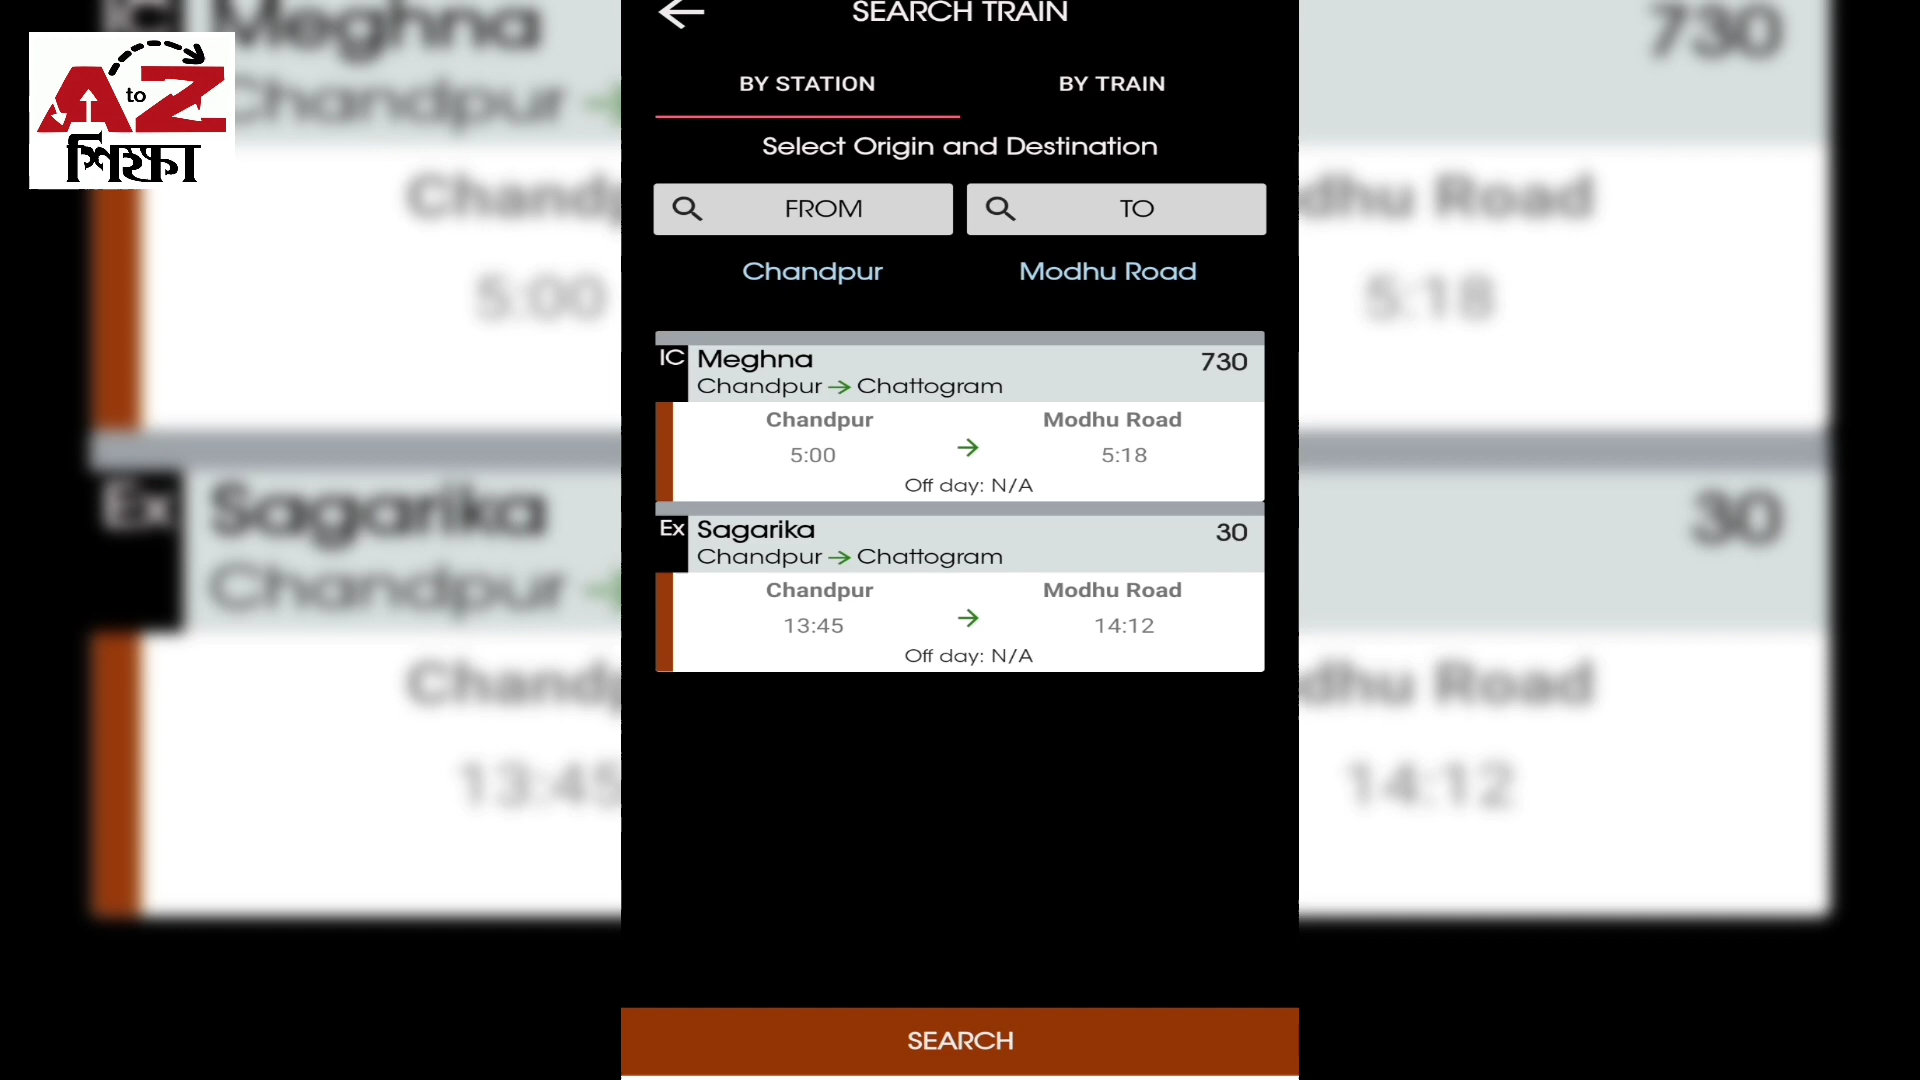 A to Z
শিক্ষা
SEARCH TRAIN
BY STATION BY TRAIN
Select Origin and Destination
FROM TO
Chandpur Modhu Road
IC Meghna 730
Chandpur → Chattogram
Chandpur Modhu Road
5:00 → 5:18
Off day: N/A
Ex Sagarika 30
Chandpur → Chattogram
Chandpur Modhu Road
13:45 → 14:12
Off day: N/A
SEARCH